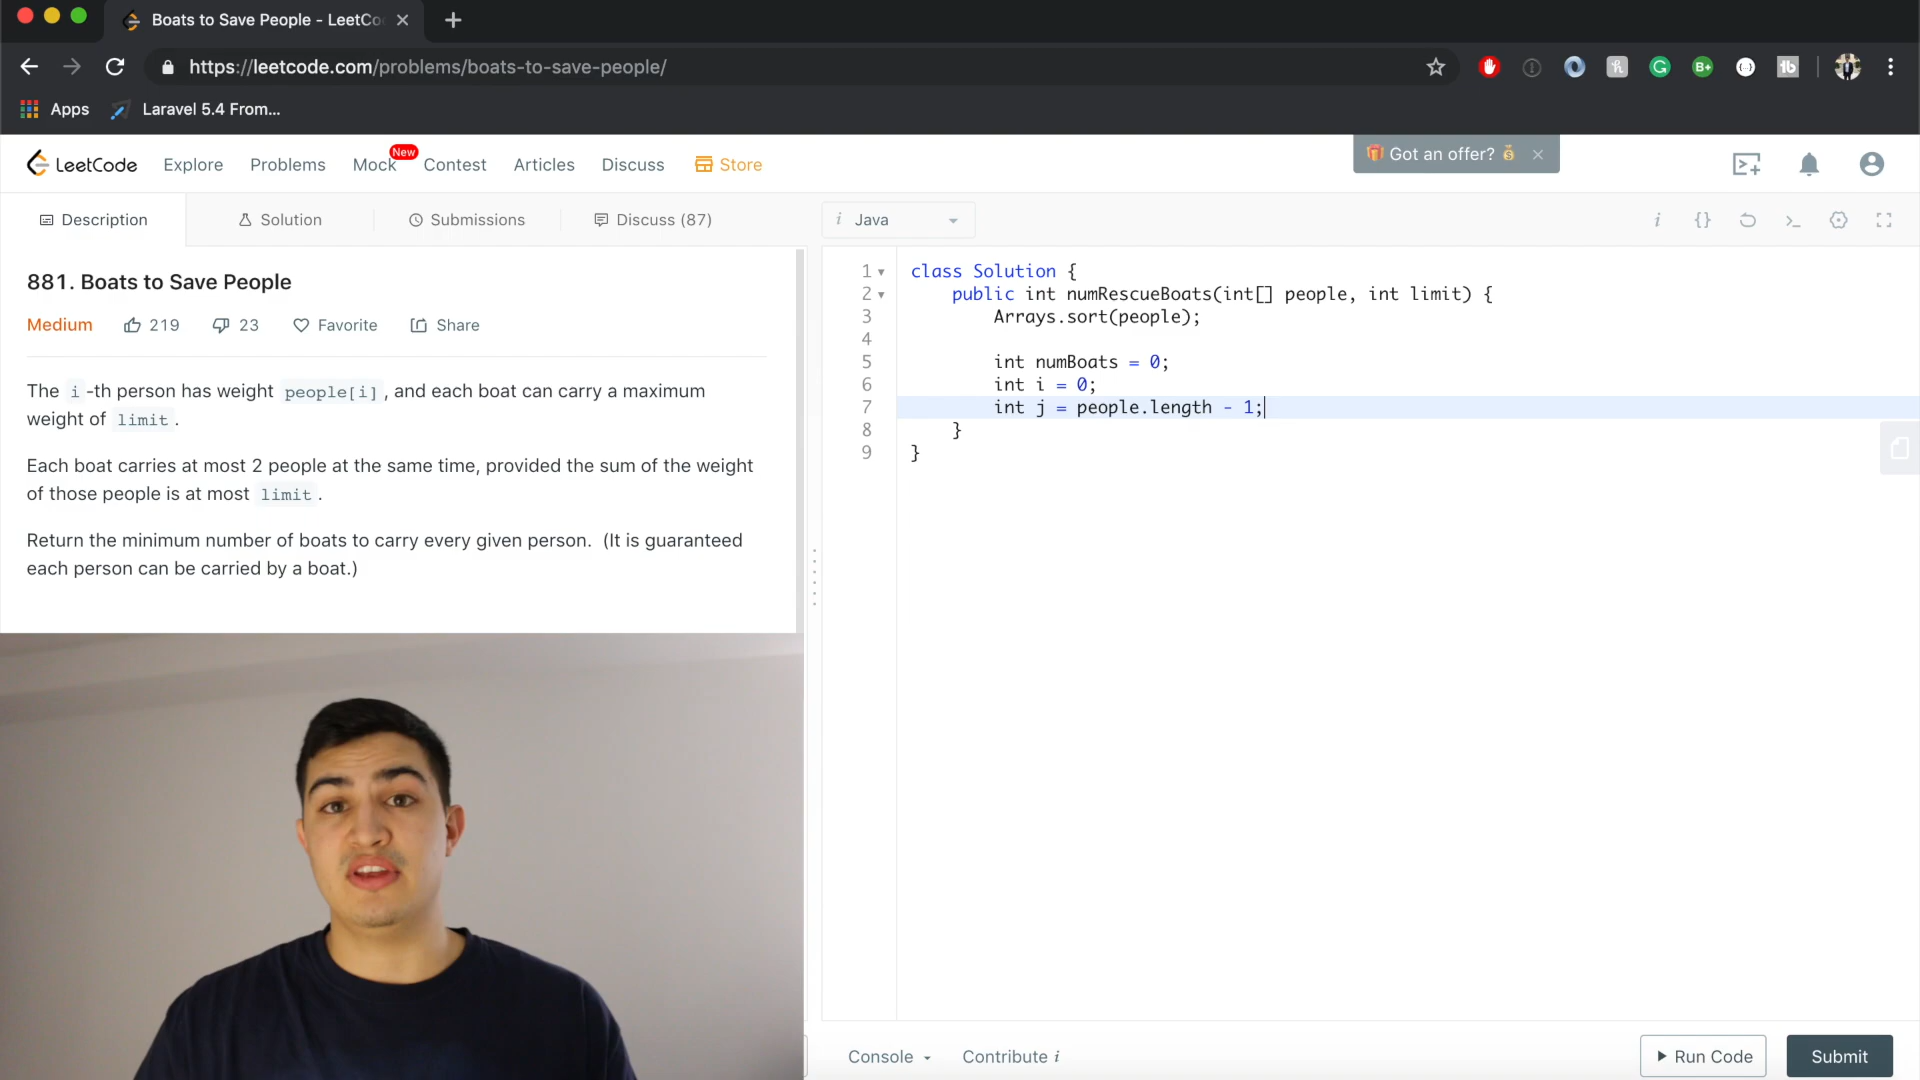 Boats to Save People - LeetCo
https://leetcode.com/problems/boats-to-save-people/
Apps
Laravel 5.4 From...
LeetCode
Explore
Problems
Mock
New
Contest
Articles
Discuss
Store
Got an offer?
Description
Solution
Submissions
Discuss (87)
i Java
881. Boats to Save People
Medium
219
23
Favorite
Share
The i -th person has weight people[i] , and each boat can carry a maximum
weight of limit .
Each boat carries at most 2 people at the same time, provided the sum of the weight
of those people is at most limit .
Return the minimum number of boats to carry every given person. (It is guaranteed
each person can be carried by a boat.)
1 class Solution {
2 public int numRescueBoats(int[] people, int limit) {
3 Arrays.sort(people);
4
5 int numBoats = 0;
6 int i = 0;
7 int j = people.length - 1;
8 }
9 }
Console
Contribute i
Run Code
Submit